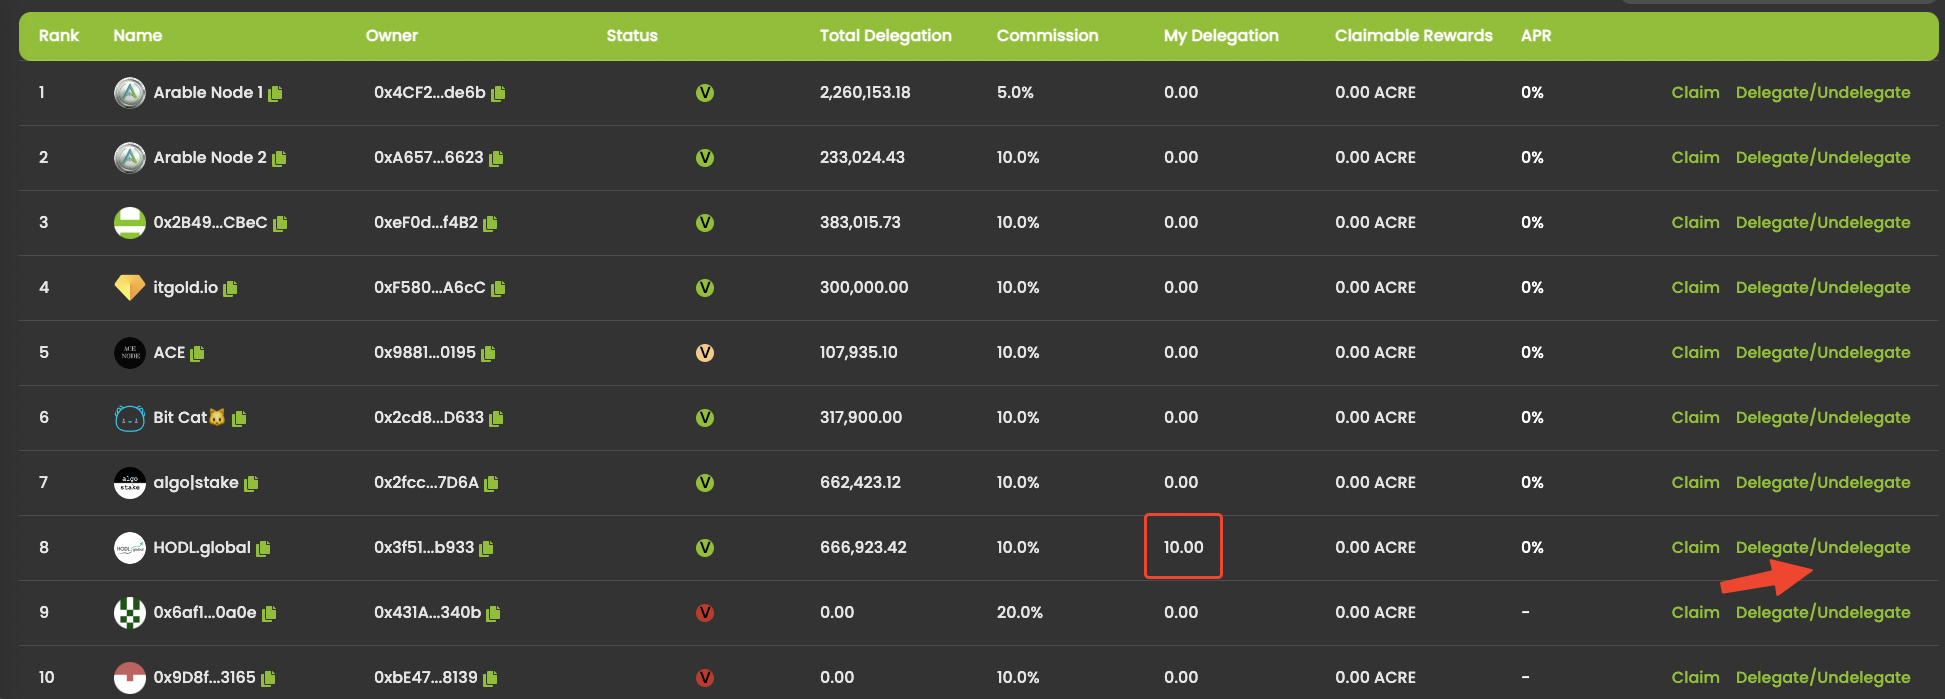 Rank Name Owner Status Total Delegation Commission My Delegation Claimable Rewards APR
1 Arable Node 1 0x4CF2...de6b V 2,260,153.18 5.0% 0.00 0.00 ACRE 0% Claim Delegate/Undelegate
2 Arable Node 2 0xA657...6623 V 233,024.43 10.0% 0.00 0.00 ACRE 0% Claim Delegate/Undelegate
3 0x2B49...CBeC 0xeF0d...f4B2 V 383,015.73 10.0% 0.00 0.00 ACRE 0% Claim Delegate/Undelegate
4 itgold.io 0xF580...A6cC V 300,000.00 10.0% 0.00 0.00 ACRE 0% Claim Delegate/Undelegate
5 ACE NODE ACE 0x9881...0195 V 107,935.10 10.0% 0.00 0.00 ACRE 0% Claim Delegate/Undelegate
6 Bit Cat🐱 0x2cd8...D633 V 317,900.00 10.0% 0.00 0.00 ACRE 0% Claim Delegate/Undelegate
7 algo stake algo|stake 0x2fcc...7D6A V 662,423.12 10.0% 0.00 0.00 ACRE 0% Claim Delegate/Undelegate
8 HODL global HODL.global 0x3f51...b933 V 666,923.42 10.0% 10.00 0.00 ACRE 0% Claim Delegate/Undelegate
9 0x6af1...0a0e 0x431A...340b V 0.00 20.0% 0.00 0.00 ACRE - Claim Delegate/Undelegate
10 0x9D8f...3165 0xbE47...8139 V 0.00 10.0% 0.00 0.00 ACRE - Claim Delegate/Undelegate